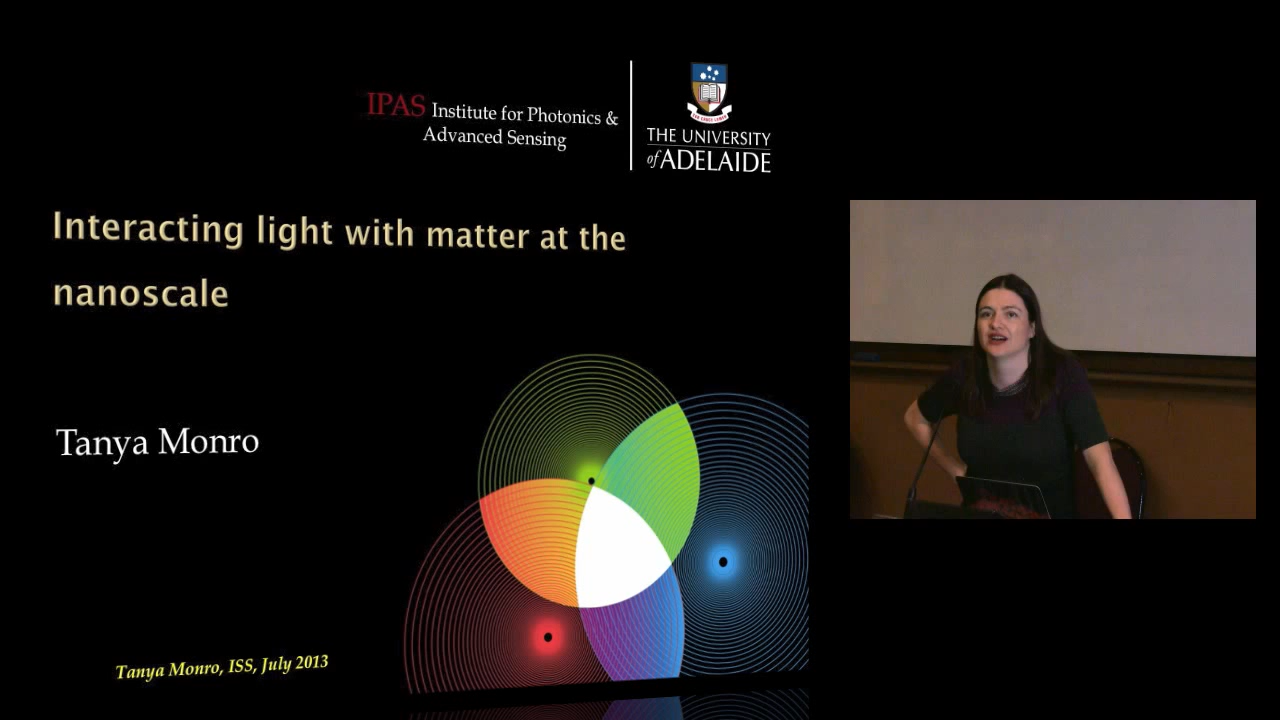 IPAS Institute for Photonics &
Advanced Sensing
THE UNIVERSITY
of ADELAIDE
Interacting light with matter at the
nanoscale
Tanya Monro
Tanya Monro, ISS, July 2013